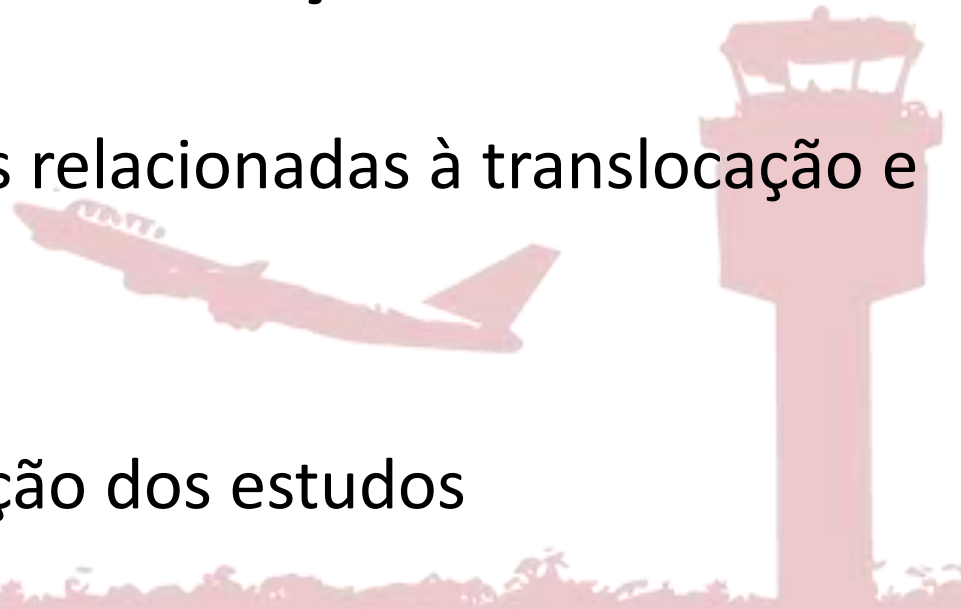 s relacionadas à translocação e
ção dos estudos